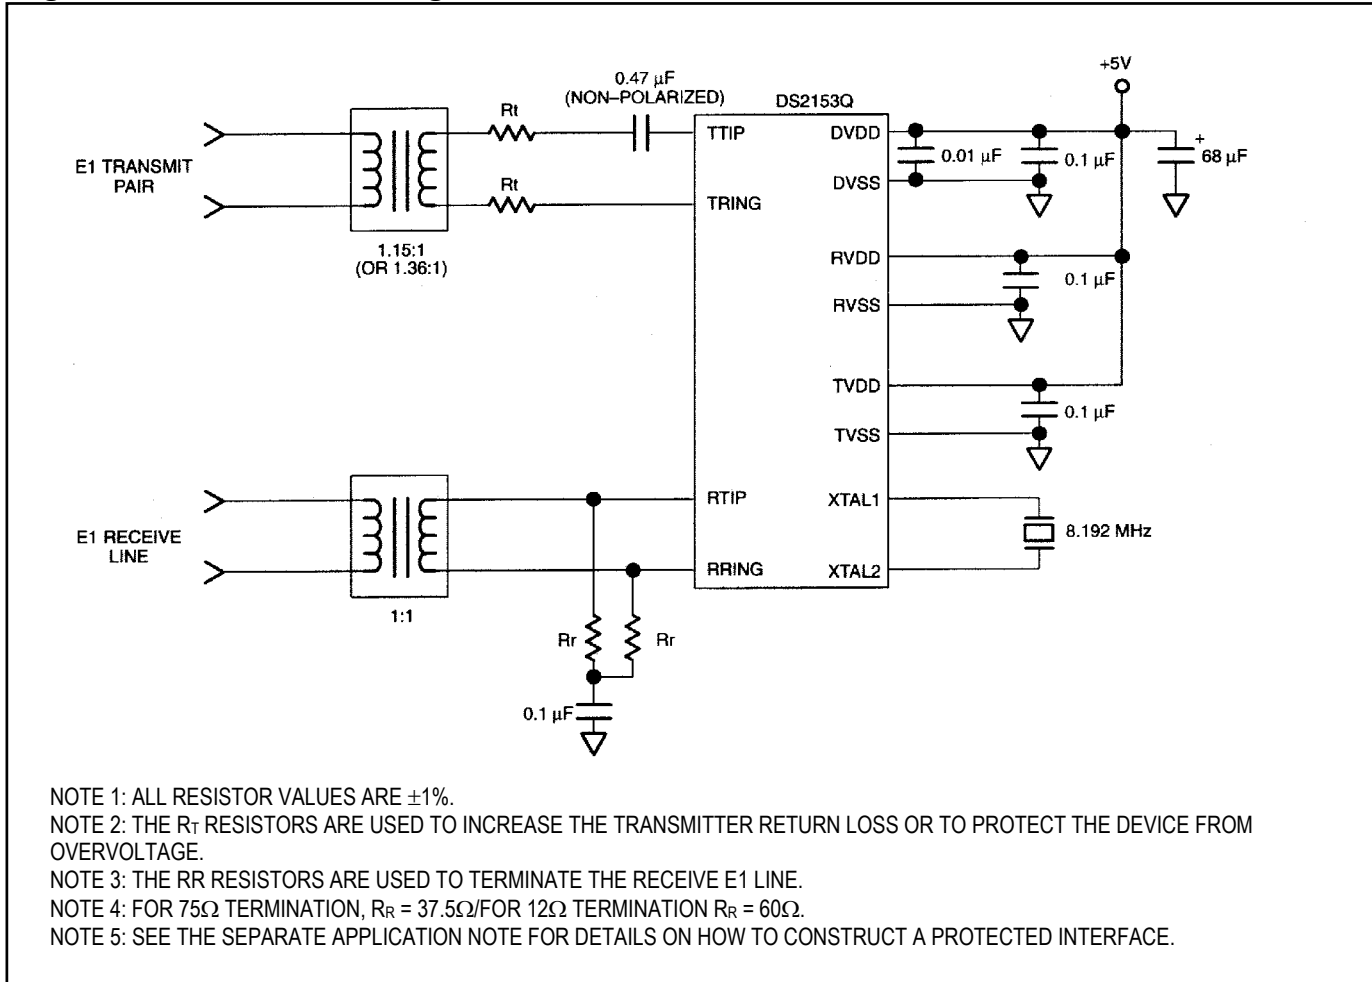 +5V
0.47 µF
(NON–POLARIZED)
DS2153Q
Rt
TTIP
DVDD
+
0.01 µF
0.1 µF
68 µF
E1 TRANSMIT
PAIR
DVSS
Rt
TRING
1.15:1
(OR 1.36:1)
RVDD
0.1 µF
RVSS
TVDD
0.1 µF
TVSS
RTIP
XTAL1
E1 RECEIVE
LINE
8.192 MHz
RRING
XTAL2
1:1
Rr
Rr
0.1 µF
NOTE 1: ALL RESISTOR VALUES ARE ±1%.
NOTE 2: THE RT RESISTORS ARE USED TO INCREASE THE TRANSMITTER RETURN LOSS OR TO PROTECT THE DEVICE FROM
OVERVOLTAGE.
NOTE 3: THE RR RESISTORS ARE USED TO TERMINATE THE RECEIVE E1 LINE.
NOTE 4: FOR 75Ω TERMINATION, RR = 37.5Ω/FOR 12Ω TERMINATION RR = 60Ω.
NOTE 5: SEE THE SEPARATE APPLICATION NOTE FOR DETAILS ON HOW TO CONSTRUCT A PROTECTED INTERFACE.